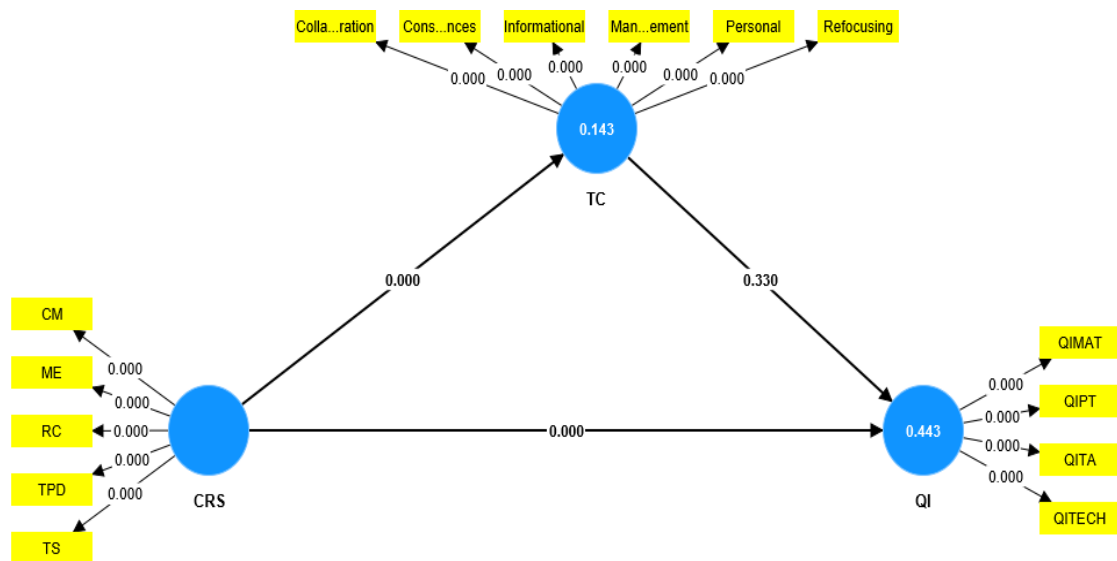 Colla...ration
Cons...nces
Informational
Man...ement
Personal
Refocusing
0.000
0.000
0.000
0.000
0.000
0.000
0.143
TC
0.000
0.330
CM
ME
RC
TPD
TS
0.000
0.000
0.000
0.000
0.000
CRS
0.000
0.443
QI
0.000
0.000
0.000
0.000
QIMAT
QIPT
QITA
QITECH